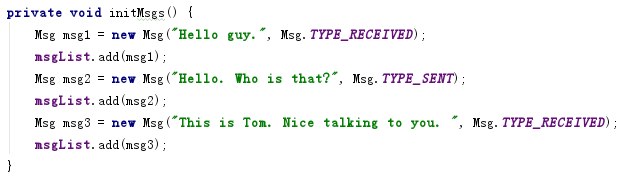 private void initMsgs() {
    Msg msg1 = new Msg("Hello guy.", Msg.TYPE_RECEIVED);
    msgList.add(msg1);
    Msg msg2 = new Msg("Hello. Who is that?", Msg.TYPE_SENT);
    msgList.add(msg2);
    Msg msg3 = new Msg("This is Tom. Nice talking to you. ", Msg.TYPE_RECEIVED);
    msgList.add(msg3);
}